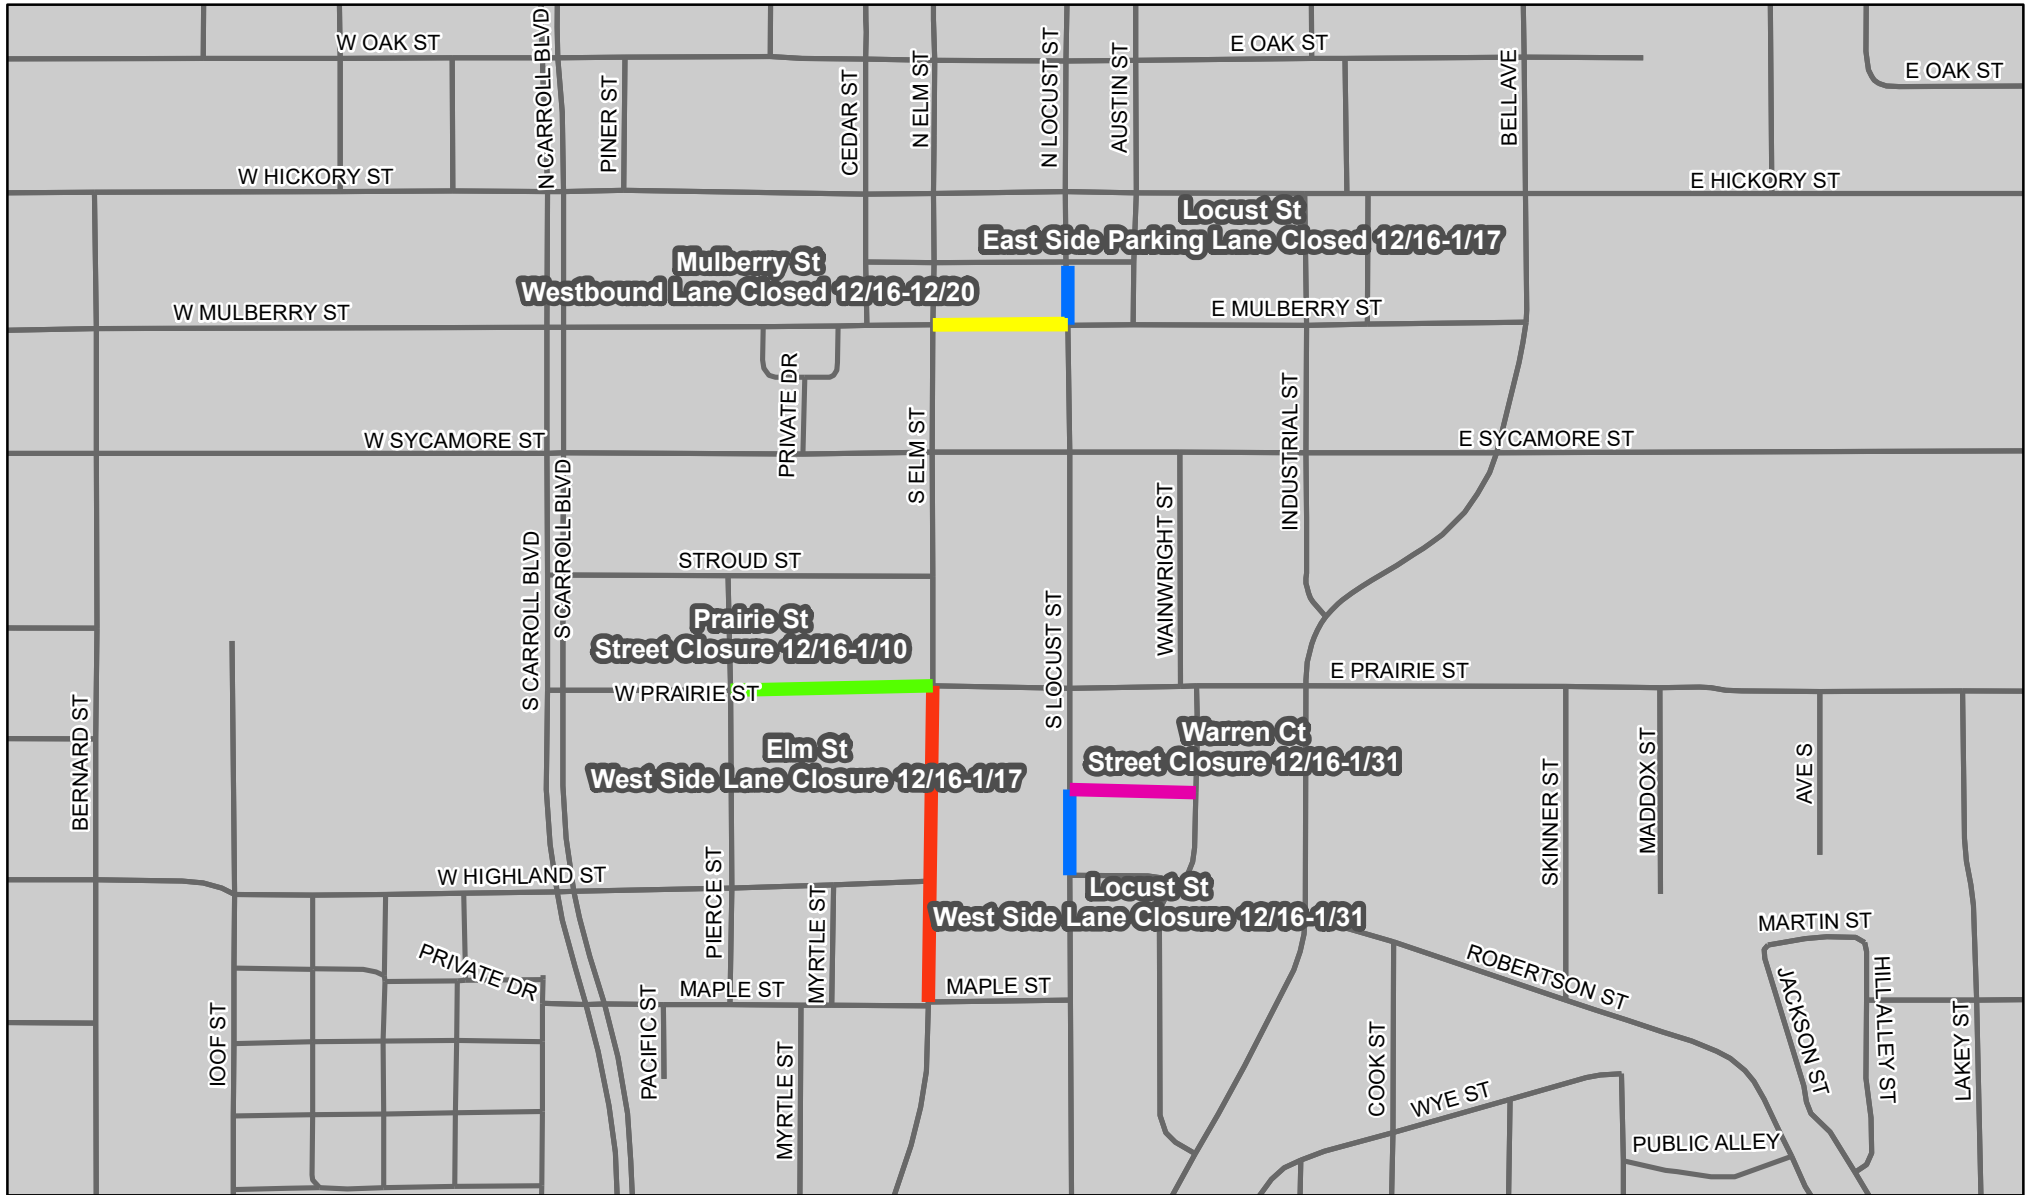 W OAK ST
N CARROLL BLVD
E OAK ST
E OAK ST
PINER ST
CEDAR ST
N ELM ST
N LOCUST ST
AUSTIN ST
BELL AVE
W HICKORY ST
E HICKORY ST
Locust St
East Side Parking Lane Closed 12/16-1/17
Mulberry St
Westbound Lane Closed 12/16-12/20
W MULBERRY ST
E MULBERRY ST
PRIVATE DR
S ELM ST
INDUSTRIAL ST
W SYCAMORE ST
E SYCAMORE ST
S CARROLL BLVD
S CARROLL BLVD
WAINWRIGHT ST
STROUD ST
S LOCUST ST
Prairie St
Street Closure 12/16-1/10
W PRAIRIE ST
E PRAIRIE ST
BERNARD ST
Elm St
West Side Lane Closure 12/16-1/17
Warren Ct
Street Closure 12/16-1/31
SKINNER ST
MADDOX ST
AVE S
W HIGHLAND ST
PIERCE ST
MYRTLE ST
Locust St
West Side Lane Closure 12/16-1/31
MARTIN ST
PRIVATE DR
MAPLE ST
MAPLE ST
ROBERTSON ST
JACKSON ST
HILL ALLEY ST
IOOF ST
PACIFIC ST
MYRTLE ST
COOK ST
WYE ST
LAKEY ST
PUBLIC ALLEY